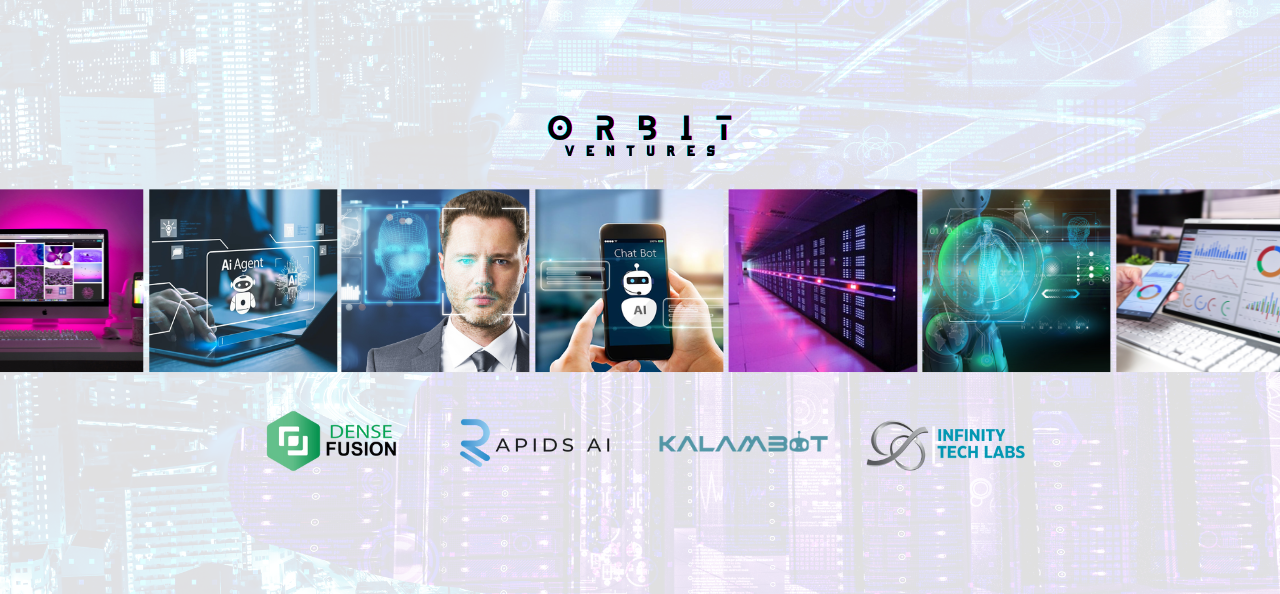 ORBIT
VENTURES
Ai Agent
AI
Chat Bot
AI
DENSE
FUSION
RAPIDS AI
KALAMBOT
INFINITY
TECH LABS